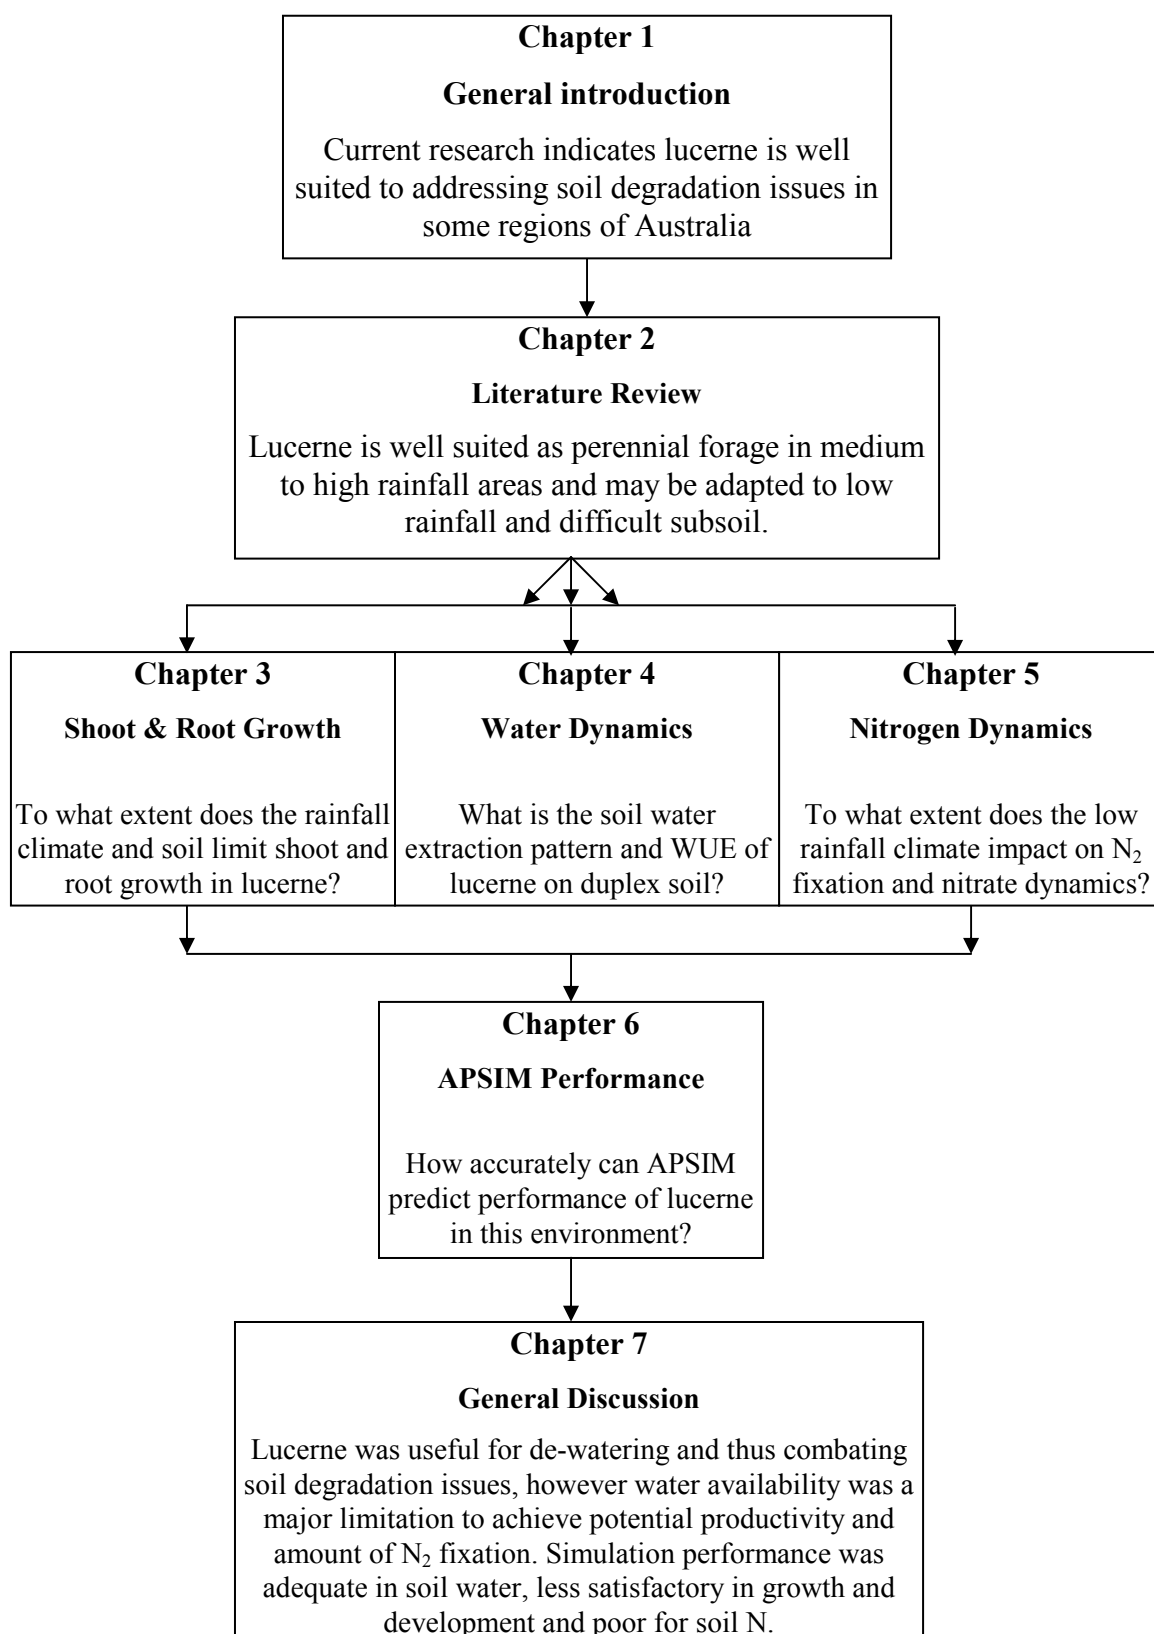 Chapter 1
General introduction
Current research indicates lucerne is well
suited to addressing soil degradation issues in
some regions of Australia
Chapter 2
Literature Review
Lucerne is well suited as perennial forage in medium
to high rainfall areas and may be adapted to low
rainfall and difficult subsoil.
Chapter 3
Shoot & Root Growth
To what extent does the rainfall
climate and soil limit shoot and
root growth in lucerne?
Chapter 4
Water Dynamics
What is the soil water
extraction pattern and WUE of
lucerne on duplex soil?
Chapter 5
Nitrogen Dynamics
To what extent does the low
rainfall climate impact on N₂
fixation and nitrate dynamics?
Chapter 6
APSIM Performance
How accurately can APSIM
predict performance of lucerne
in this environment?
Chapter 7
General Discussion
Lucerne was useful for de-watering and thus combating
soil degradation issues, however water availability was a
major limitation to achieve potential productivity and
amount of N₂ fixation. Simulation performance was
adequate in soil water, less satisfactory in growth and
development and poor for soil N.